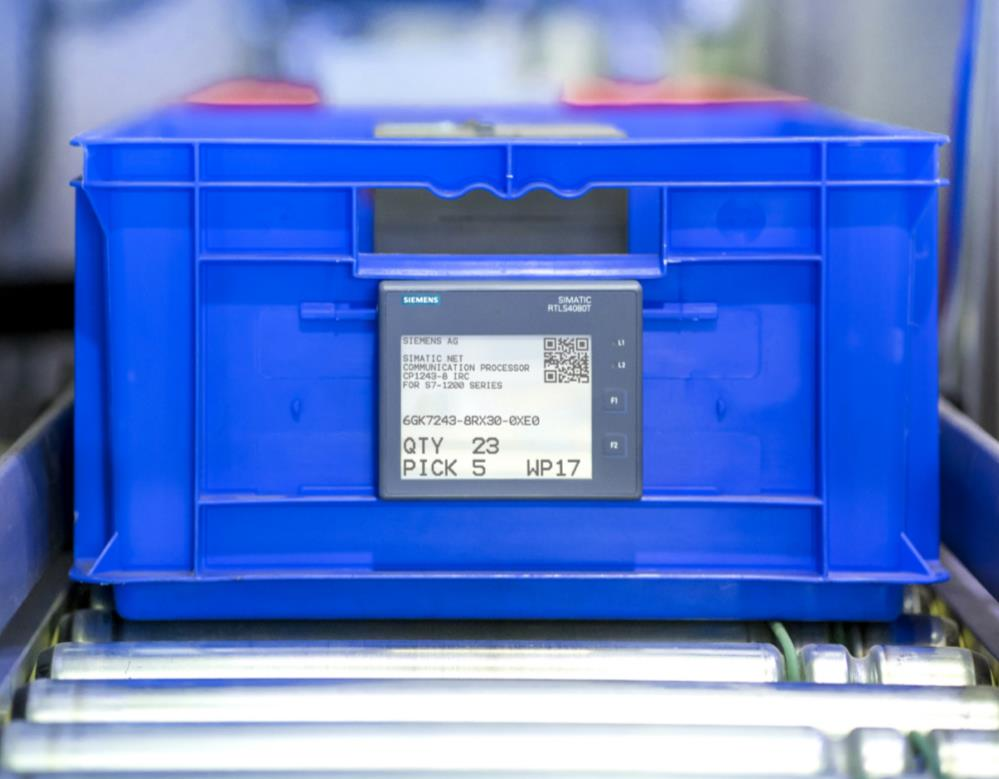 SIEMENS
SIMATIC
RTLS4080T
SIEMENS AG
SIMATIC NET
COMMUNICATION PROCESSOR
CP1243-8 IRC
FOR S7-1200 SERIES
6GK7243-8RX30-0XE0
QTY 23
PICK 5 WP17
L1
L2
F1
F2